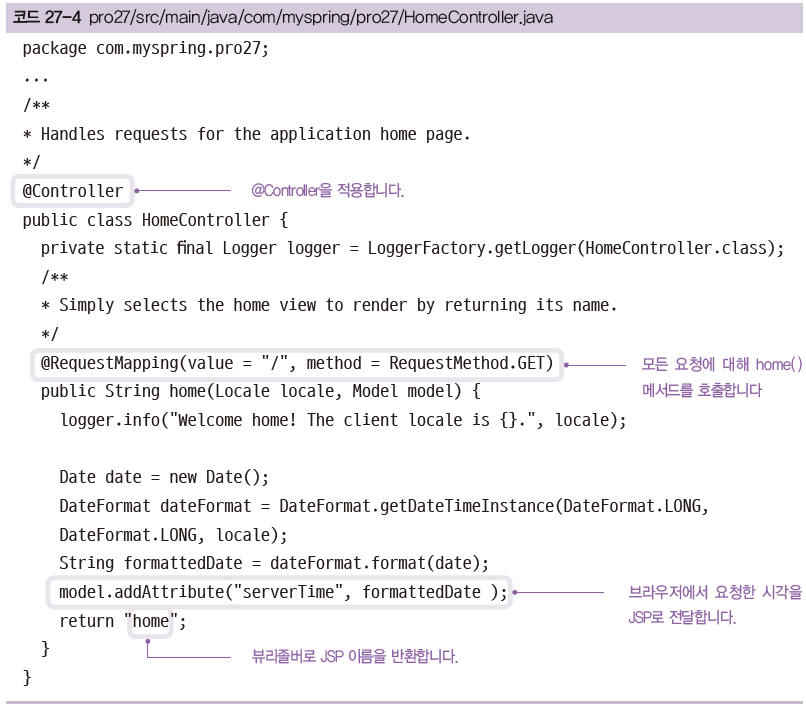 코드 27-4 pro27/src/main/java/com/myspring/pro27/HomeController.java
package com.myspring.pro27;
...
/**
* Handles requests for the application home page.
*/
@Controller
@Controller을 적용합니다.
public class HomeController {
private static final Logger logger = LoggerFactory.getLogger(HomeController.class);
/**
* Simply selects the home view to render by returning its name.
*/
@RequestMapping(value = "/", method = RequestMethod.GET)
모든 요청에 대해 home()
메서드를 호출합니다
public String home(Locale locale, Model model) {
logger.info("Welcome home! The client locale is {}.", locale);
Date date = new Date();
DateFormat dateFormat = DateFormat.getDateTimeInstance(DateFormat.LONG,
DateFormat.LONG, locale);
String formattedDate = dateFormat.format(date);
model.addAttribute("serverTime", formattedDate );
브라우저에서 요청한 시각을
JSP로 전달합니다.
return "home";
뷰리졸버로 JSP 이름을 반환합니다.
}
}